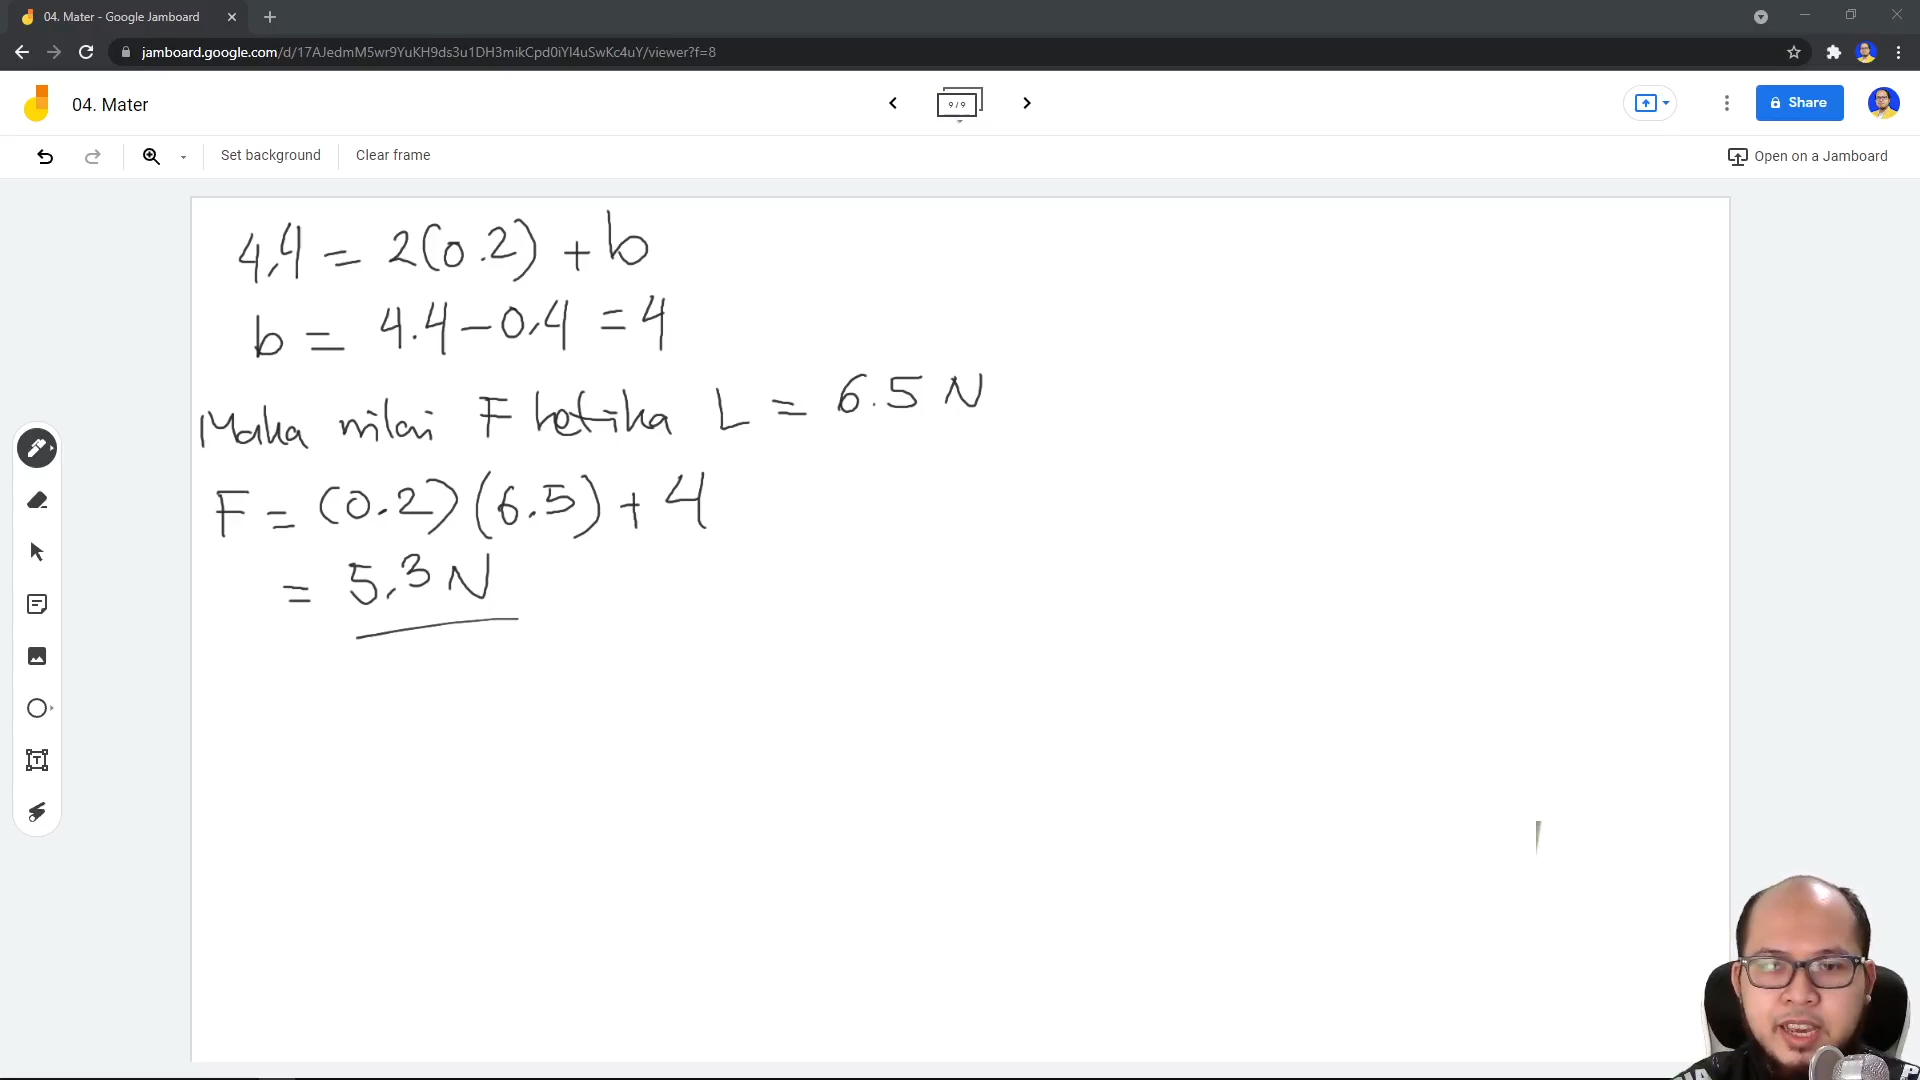 04. Mater - Google Jamboard
jamboard.google.com/d/17AJedmM5wr9YuKH9ds3u1DH3mikCpd0iYI4uSwKc4uY/viewer?f=8
04. Mater
9 / 9
Share
Set background
Clear frame
Open on a Jamboard
4,4 = 2(0.2) + b
b = 4.4 - 0,4 = 4
Maka nilai F ketika L = 6.5 N
F = (0.2)(6.5) + 4
= 5.3 N